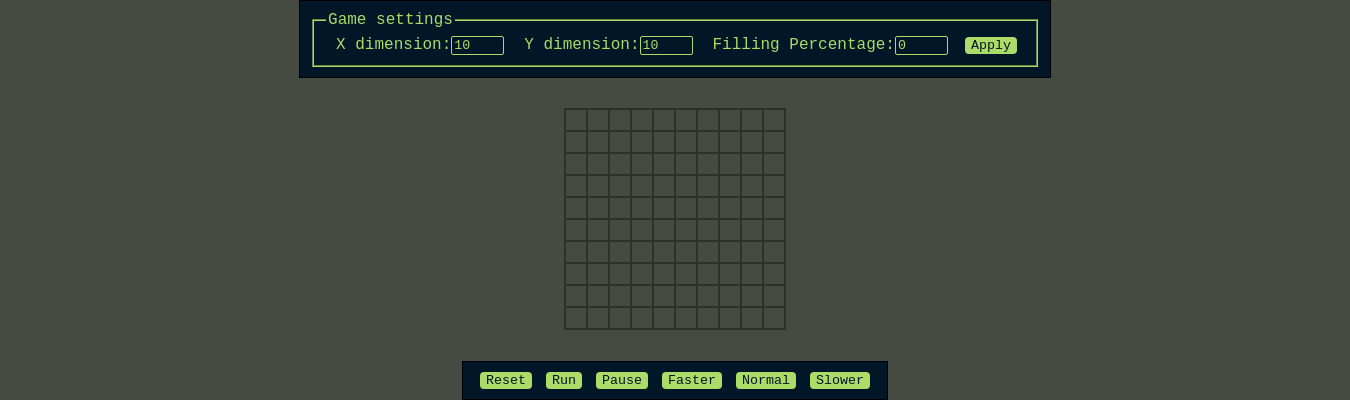 Game settings
X dimension:10 Y dimension:10 Filling Percentage:0 Apply
Reset Run Pause Faster Normal Slower